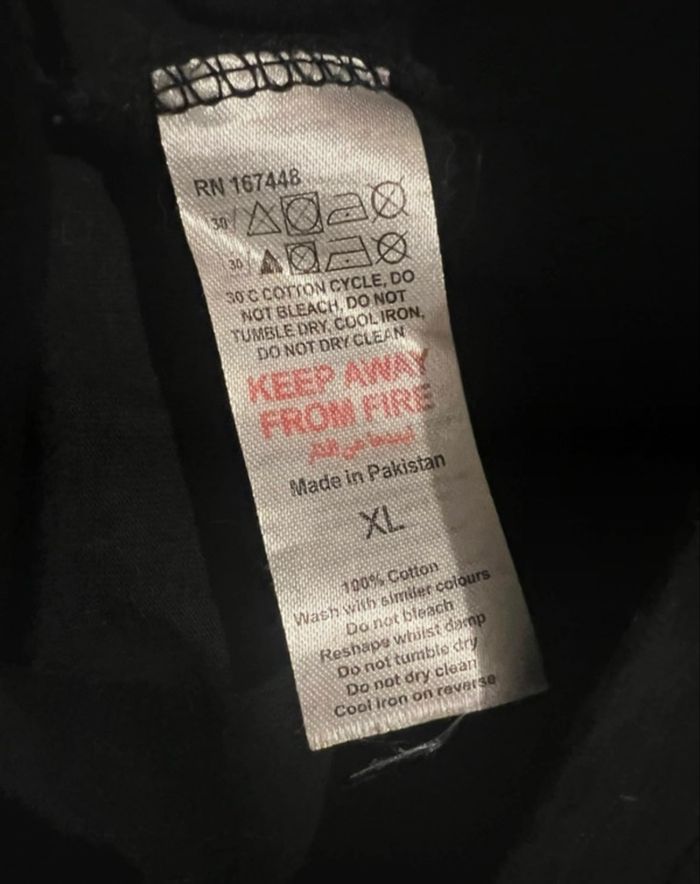 RN 167448
30
30
30 C COTTON CYCLE, DO
NOT BLEACH, DO NOT
TUMBLE DRY, COOL IRON,
DO NOT DRY CLEAN
KEEP AWAY
FROM FIRE
Made in Pakistan
XL
100% Cotton
Wash with similer colours
Do not bleach
Reshape whilst damp
Do not tumble dry
Do not dry clean
Cool iron on reverse